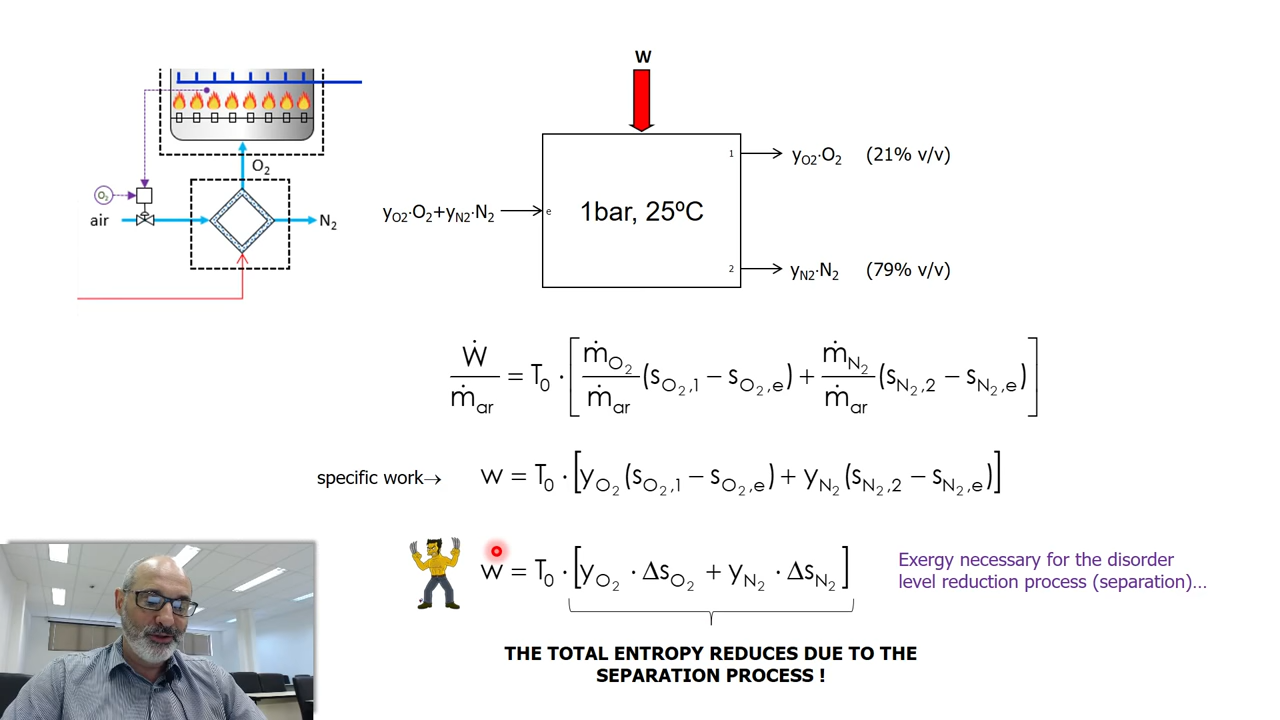 W
O₂
O₂
air
N₂
yO2·O₂+yN2·N₂
e
1bar, 25ºC
1
yO2·O₂ (21% v/v)
2
yN2·N₂ (79% v/v)
Ẇ/ṁar = T₀ · [ṁO₂/ṁar (sO₂,1 − sO₂,e) + ṁN₂/ṁar (sN₂,2 − sN₂,e)]
specific work→ w = T₀ · [yO₂(sO₂,1 − sO₂,e) + yN₂(sN₂,2 − sN₂,e)]
w = T₀ · [yO₂ · ΔsO₂ + yN₂ · ΔsN₂]
Exergy necessary for the disorder
level reduction process (separation)…
THE TOTAL ENTROPY REDUCES DUE TO THE
SEPARATION PROCESS !